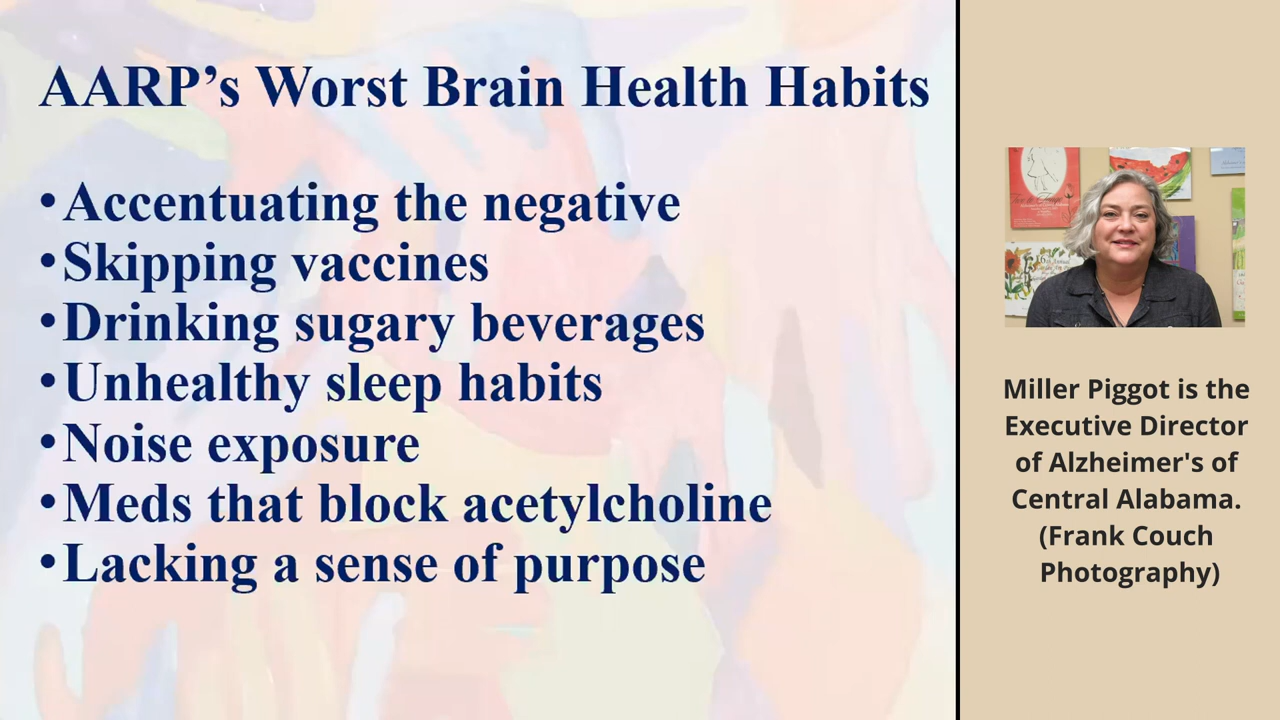 AARP’s Worst Brain Health Habits
•Accentuating the negative
•Skipping vaccines
•Drinking sugary beverages
•Unhealthy sleep habits
•Noise exposure
•Meds that block acetylcholine
•Lacking a sense of purpose
Miller Piggot is the
Executive Director
of Alzheimer's of
Central Alabama.
(Frank Couch
Photography)